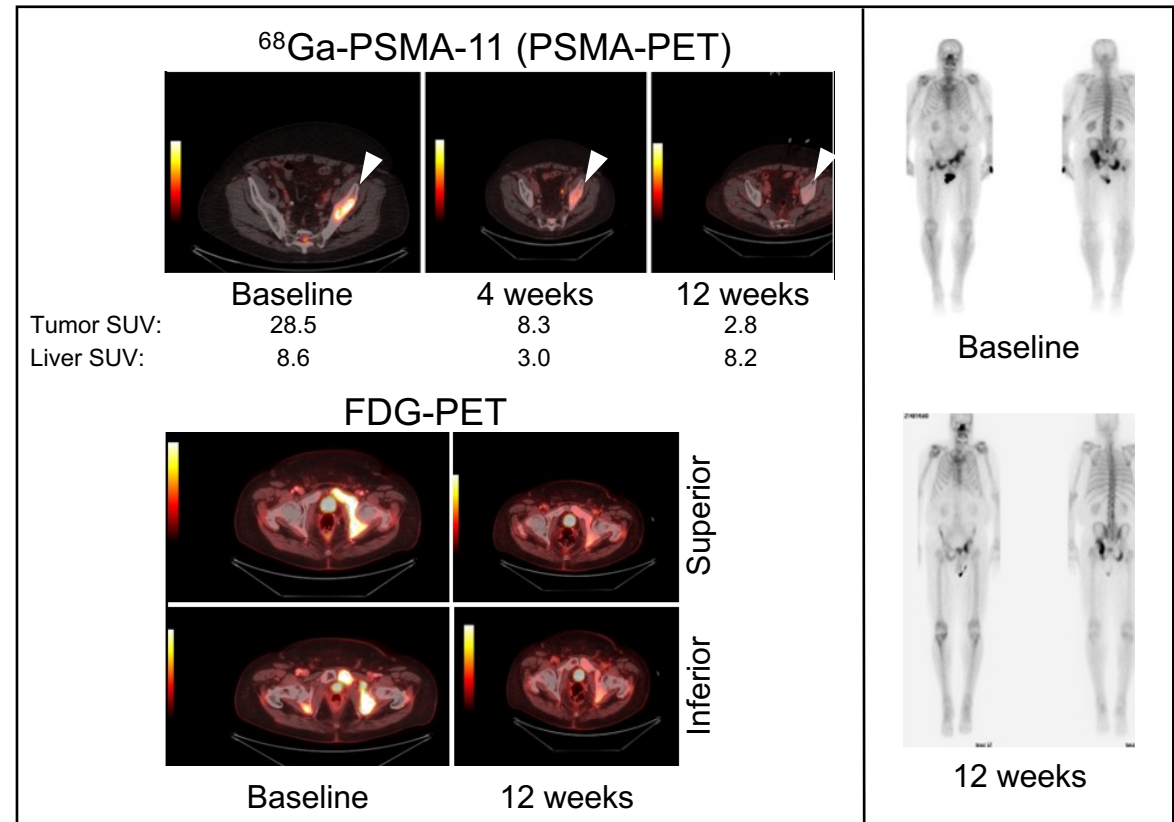 ⁶⁸Ga-PSMA-11 (PSMA-PET)
Baseline 4 weeks 12 weeks
Tumor SUV: 28.5 8.3 2.8
Liver SUV: 8.6 3.0 8.2
FDG-PET
Superior
Inferior
Baseline 12 weeks
Baseline
12 weeks